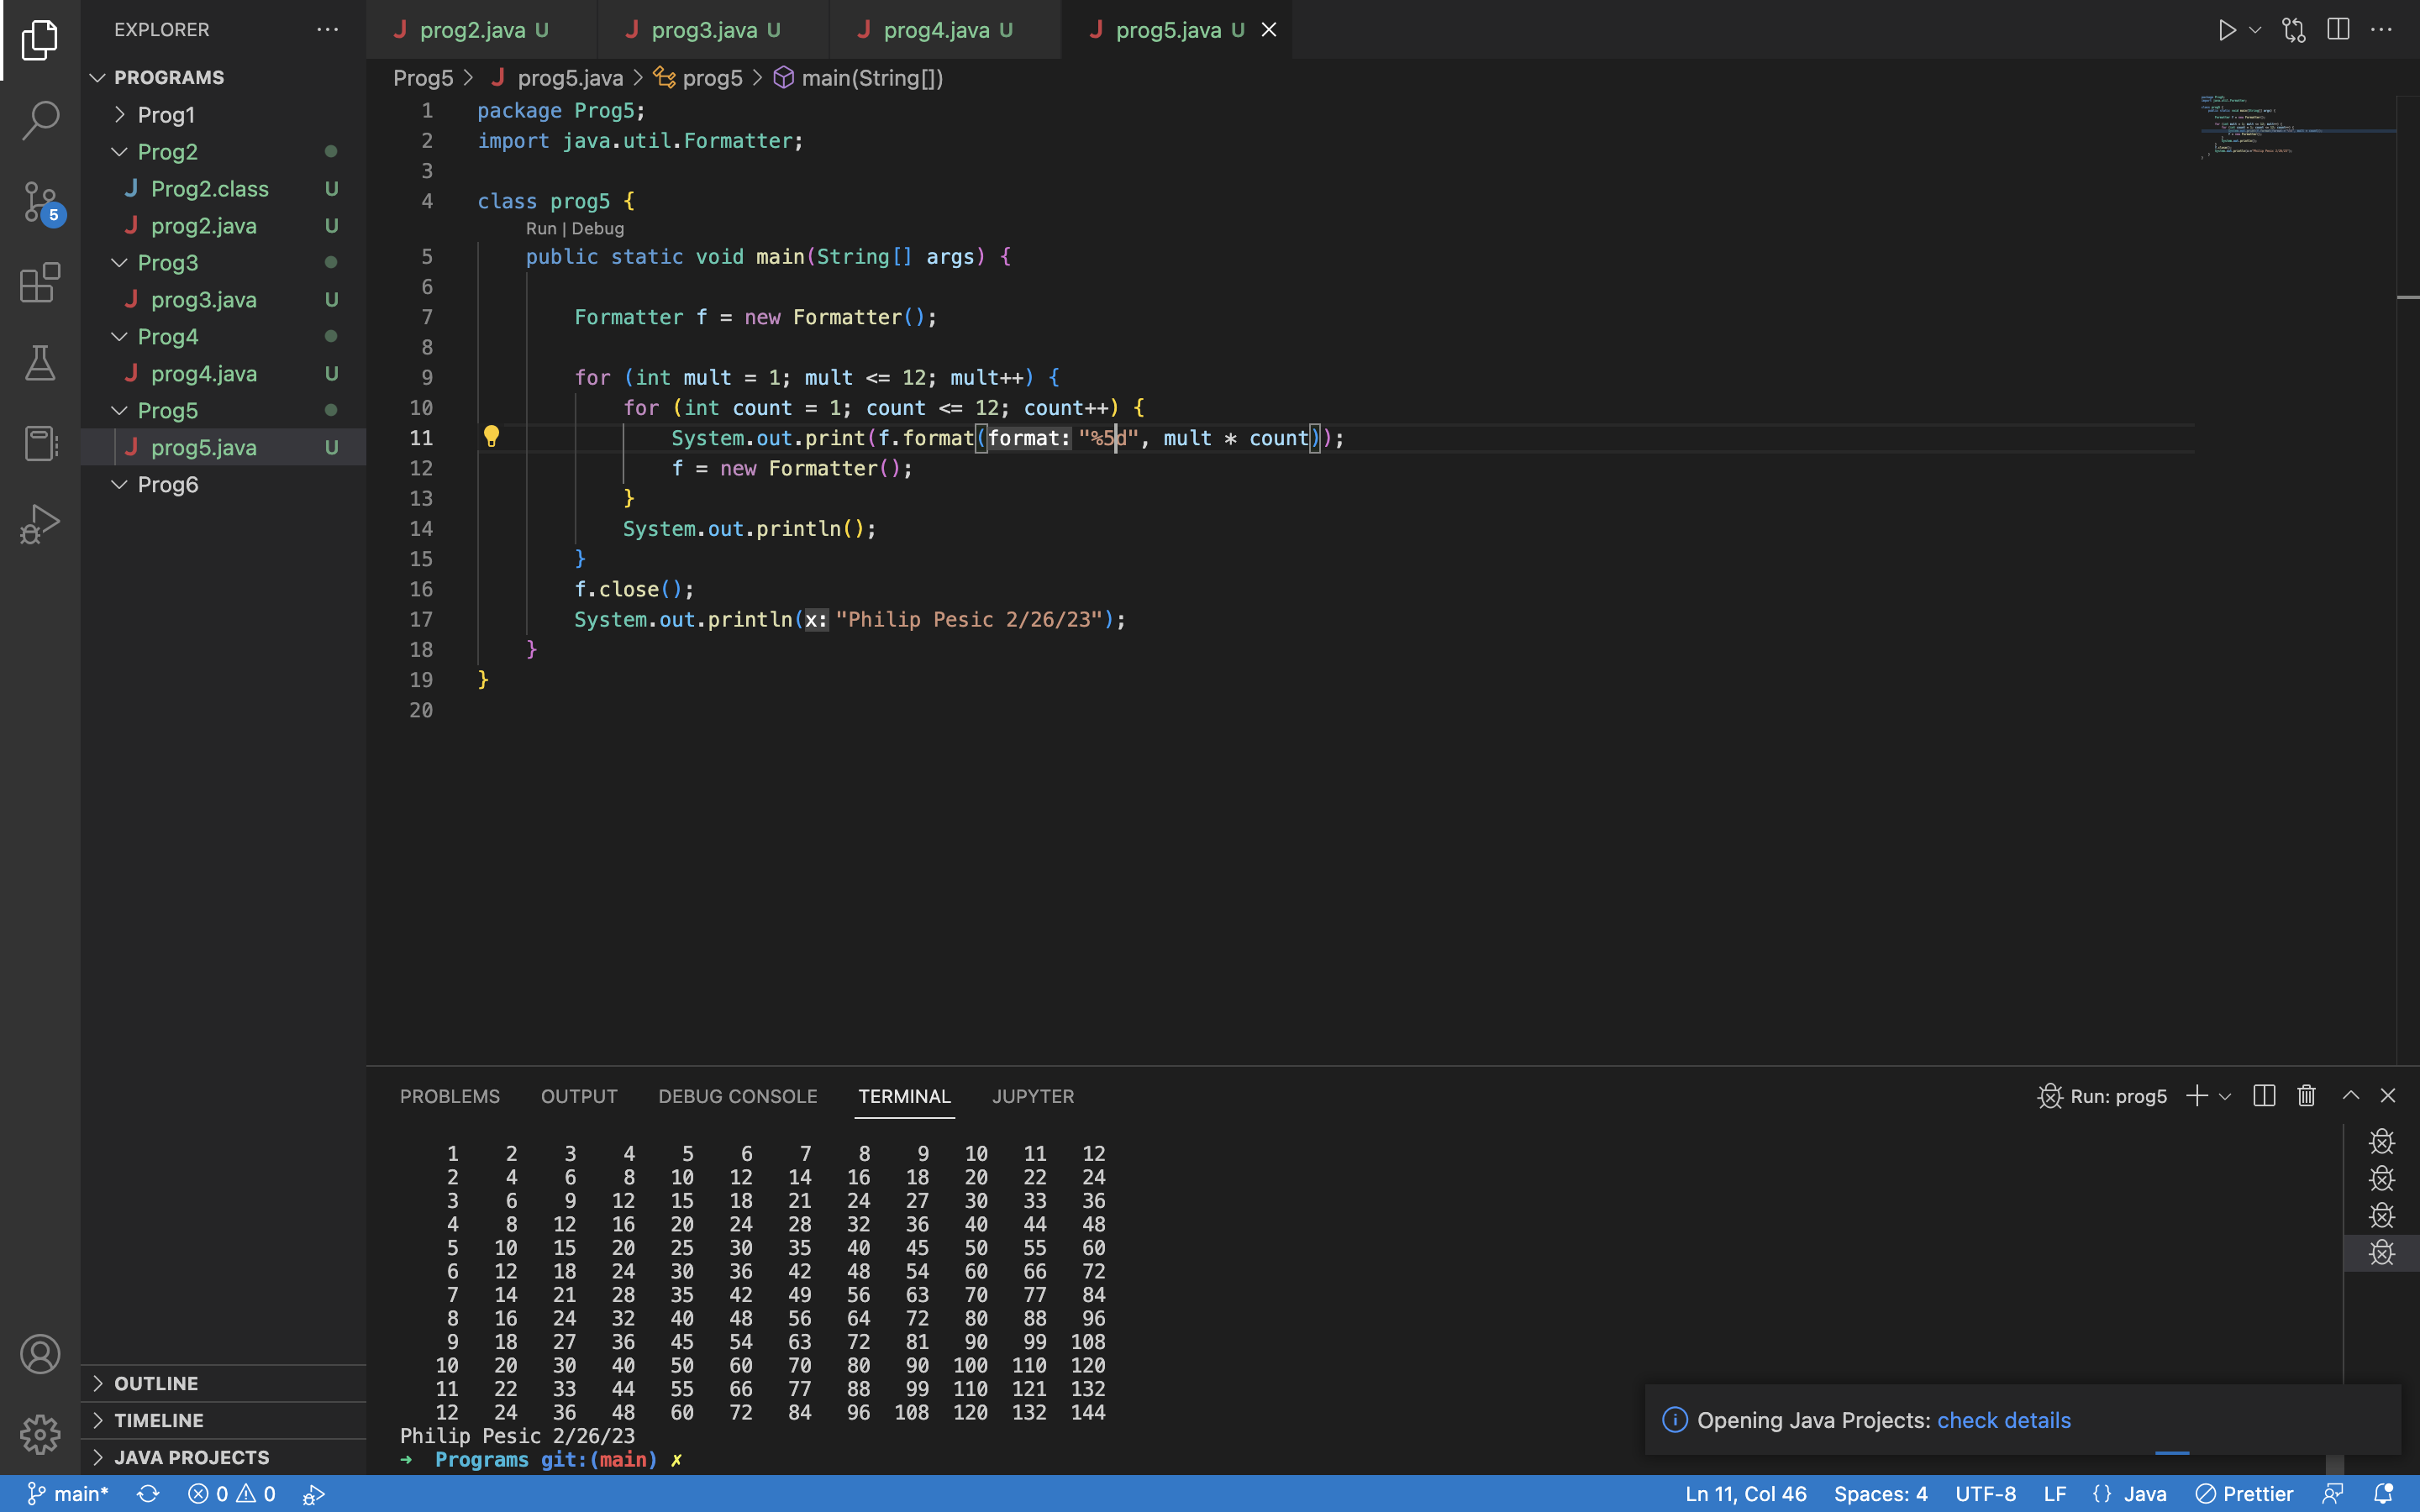 EXPLORER
PROGRAMS
Prog1
Prog2
Prog2.class U
prog2.java U
Prog3
prog3.java U
Prog4
prog4.java U
Prog5
prog5.java U
Prog6
OUTLINE
TIMELINE
JAVA PROJECTS
5
prog2.java U
prog3.java U
prog4.java U
prog5.java U
Prog5 > prog5.java > prog5 > main(String[])
1 package Prog5;
2 import java.util.Formatter;
3
4 class prog5 {
Run | Debug
5 public static void main(String[] args) {
6
7 Formatter f = new Formatter();
8
9 for (int mult = 1; mult <= 12; mult++) {
10 for (int count = 1; count <= 12; count++) {
11 System.out.print(f.format(format:"%5d", mult * count));
12 f = new Formatter();
13 }
14 System.out.println();
15 }
16 f.close();
17 System.out.println(x:"Philip Pesic 2/26/23");
18 }
19 }
20
PROBLEMS OUTPUT DEBUG CONSOLE TERMINAL JUPYTER
Run: prog5
1 2 3 4 5 6 7 8 9 10 11 12
2 4 6 8 10 12 14 16 18 20 22 24
3 6 9 12 15 18 21 24 27 30 33 36
4 8 12 16 20 24 28 32 36 40 44 48
5 10 15 20 25 30 35 40 45 50 55 60
6 12 18 24 30 36 42 48 54 60 66 72
7 14 21 28 35 42 49 56 63 70 77 84
8 16 24 32 40 48 56 64 72 80 88 96
9 18 27 36 45 54 63 72 81 90 99 108
10 20 30 40 50 60 70 80 90 100 110 120
11 22 33 44 55 66 77 88 99 110 121 132
12 24 36 48 60 72 84 96 108 120 132 144
Philip Pesic 2/26/23
➜ Programs git:(main) ✗
Opening Java Projects: check details
main* 0 0
Ln 11, Col 46 Spaces: 4 UTF-8 LF {} Java Prettier